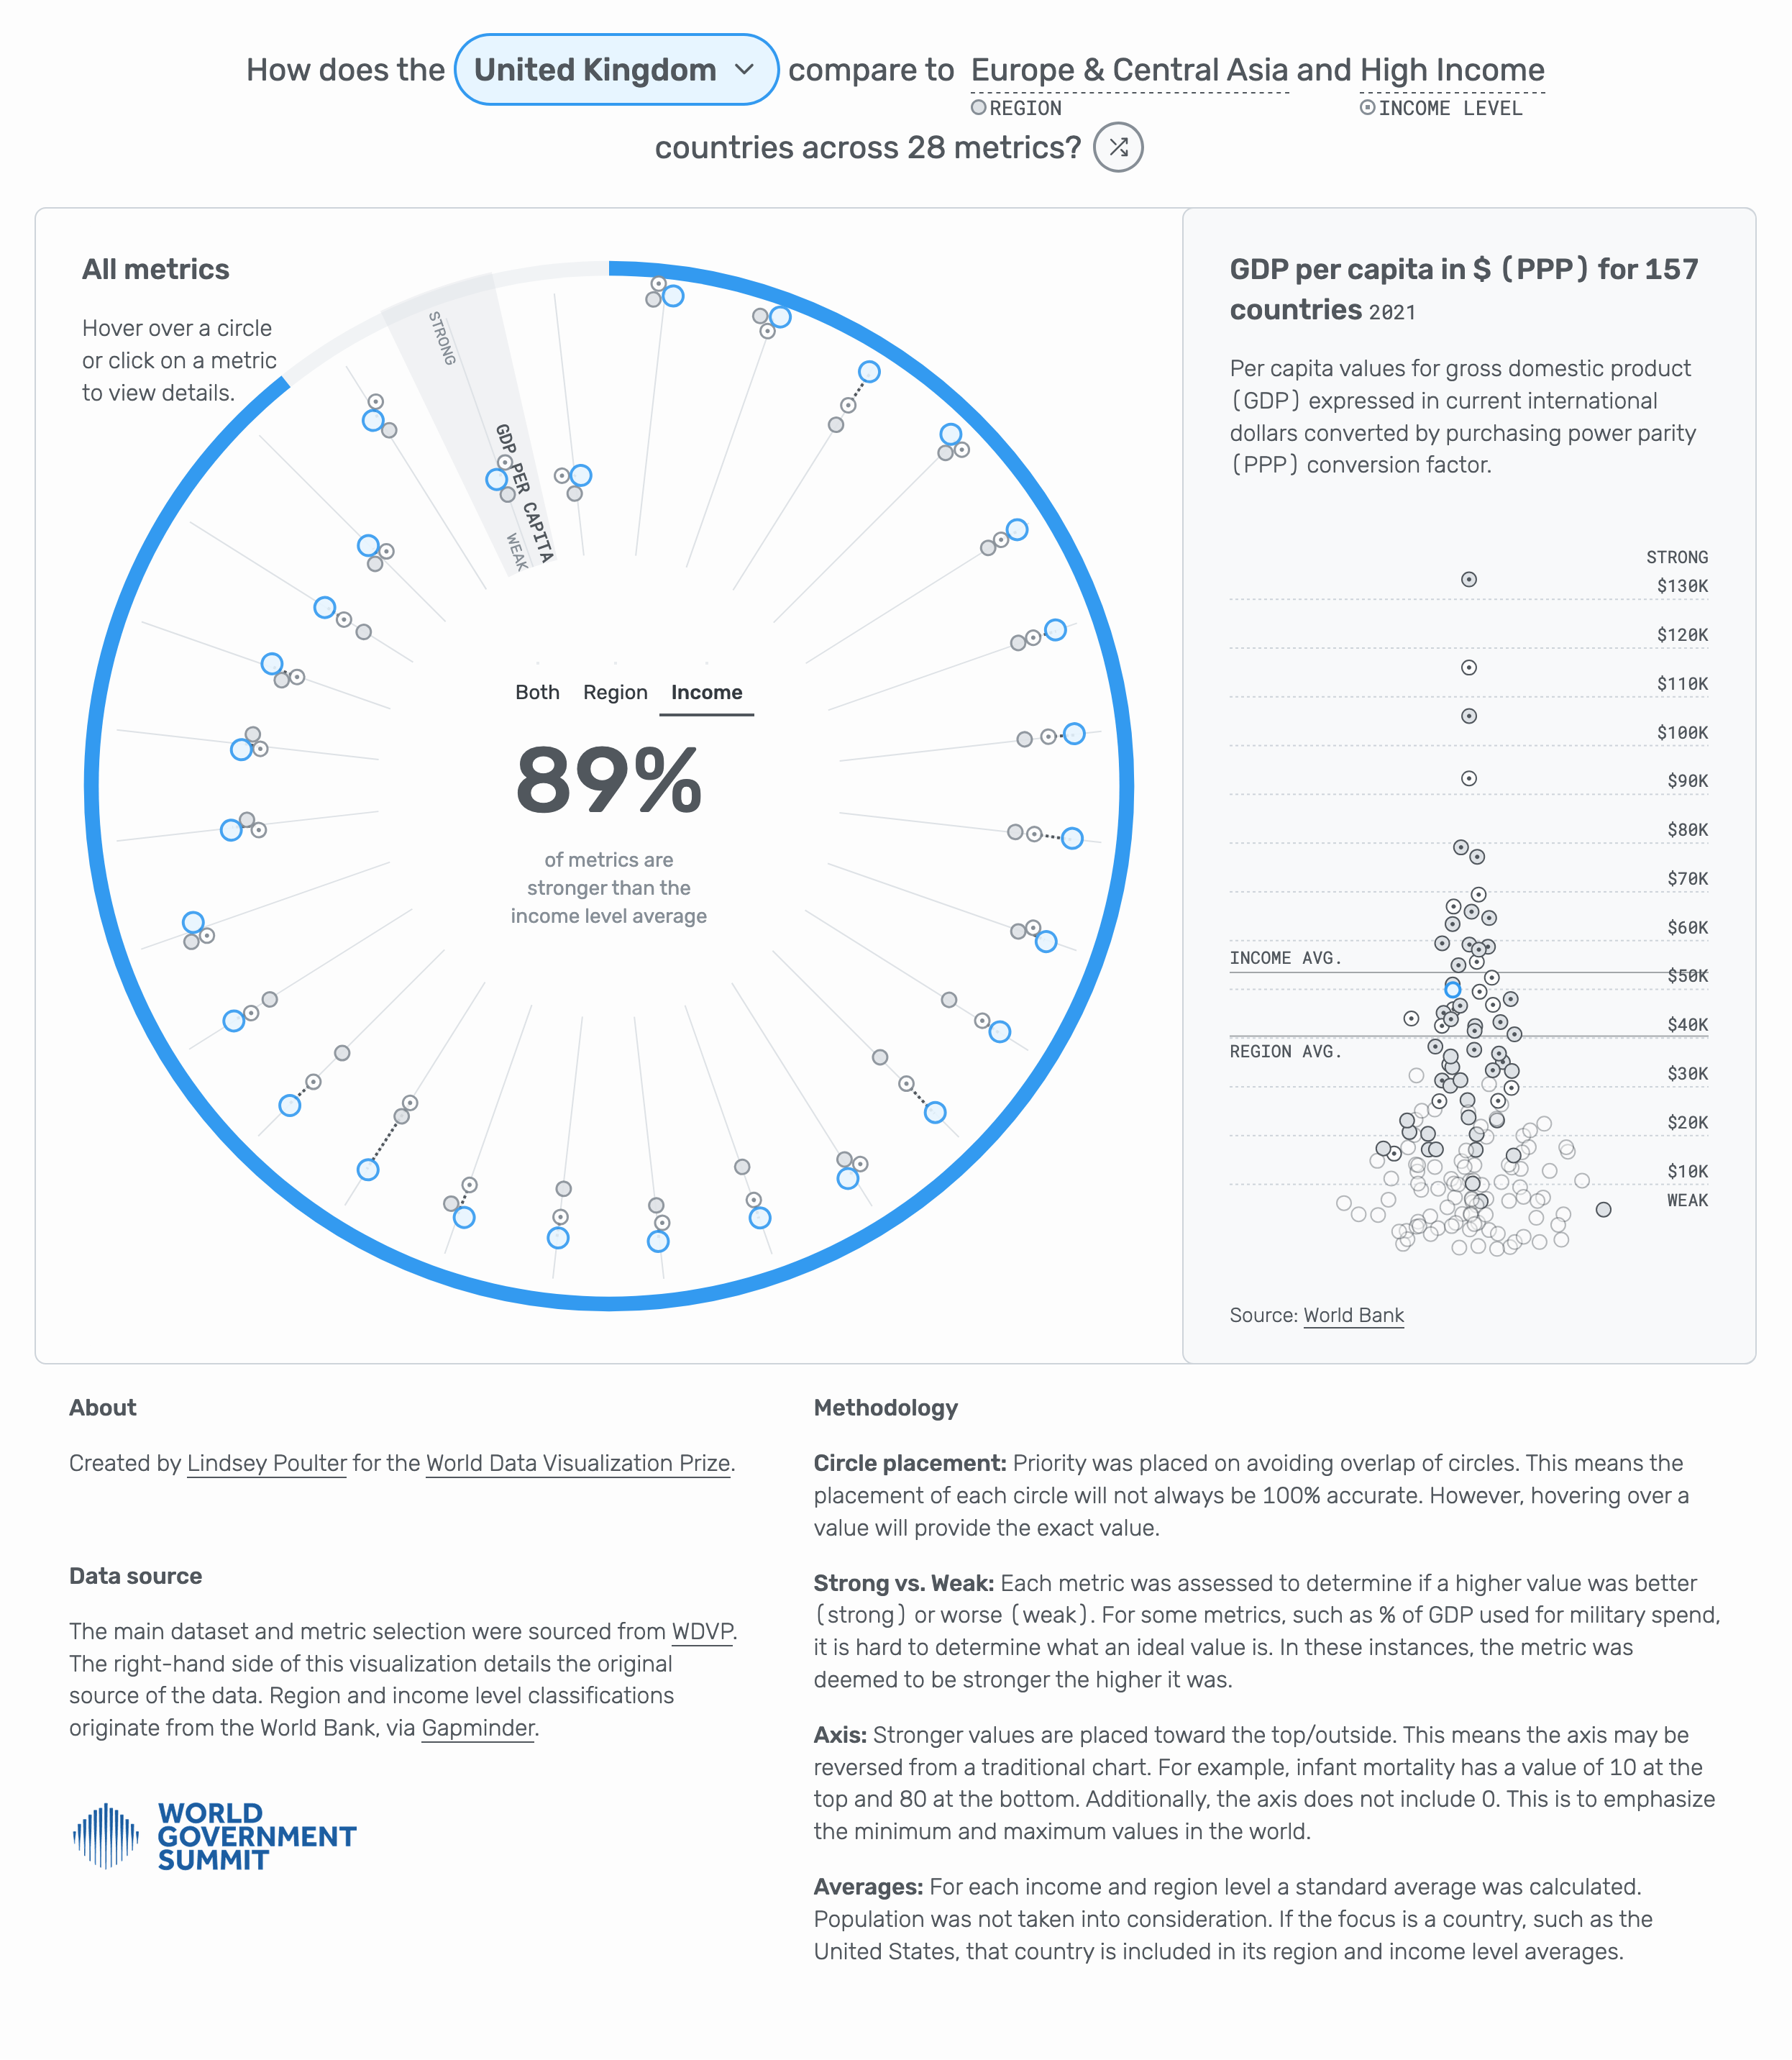 How does the United Kingdom compare to Europe & Central Asia and High Income
REGION
INCOME LEVEL
countries across 28 metrics?
All metrics
Hover over a circle
or click on a metric
to view details.
STRONG
GDP PER CAPITA
WEAK
Both Region Income
89%
of metrics are
stronger than the
income level average
GDP per capita in $ (PPP) for 157
countries 2021
Per capita values for gross domestic product
(GDP) expressed in current international
dollars converted by purchasing power parity
(PPP) conversion factor.
STRONG
$130K
$120K
$110K
$100K
$90K
$80K
$70K
$60K
INCOME AVG.
$50K
$40K
REGION AVG.
$30K
$20K
$10K
WEAK
Source: World Bank
About
Created by Lindsey Poulter for the World Data Visualization Prize.
Data source
The main dataset and metric selection were sourced from WDVP.
The right-hand side of this visualization details the original
source of the data. Region and income level classifications
originate from the World Bank, via Gapminder.
WORLD
GOVERNMENT
SUMMIT
Methodology
Circle placement: Priority was placed on avoiding overlap of circles. This means the
placement of each circle will not always be 100% accurate. However, hovering over a
value will provide the exact value.
Strong vs. Weak: Each metric was assessed to determine if a higher value was better
(strong) or worse (weak). For some metrics, such as % of GDP used for military spend,
it is hard to determine what an ideal value is. In these instances, the metric was
deemed to be stronger the higher it was.
Axis: Stronger values are placed toward the top/outside. This means the axis may be
reversed from a traditional chart. For example, infant mortality has a value of 10 at the
top and 80 at the bottom. Additionally, the axis does not include 0. This is to emphasize
the minimum and maximum values in the world.
Averages: For each income and region level a standard average was calculated.
Population was not taken into consideration. If the focus is a country, such as the
United States, that country is included in its region and income level averages.